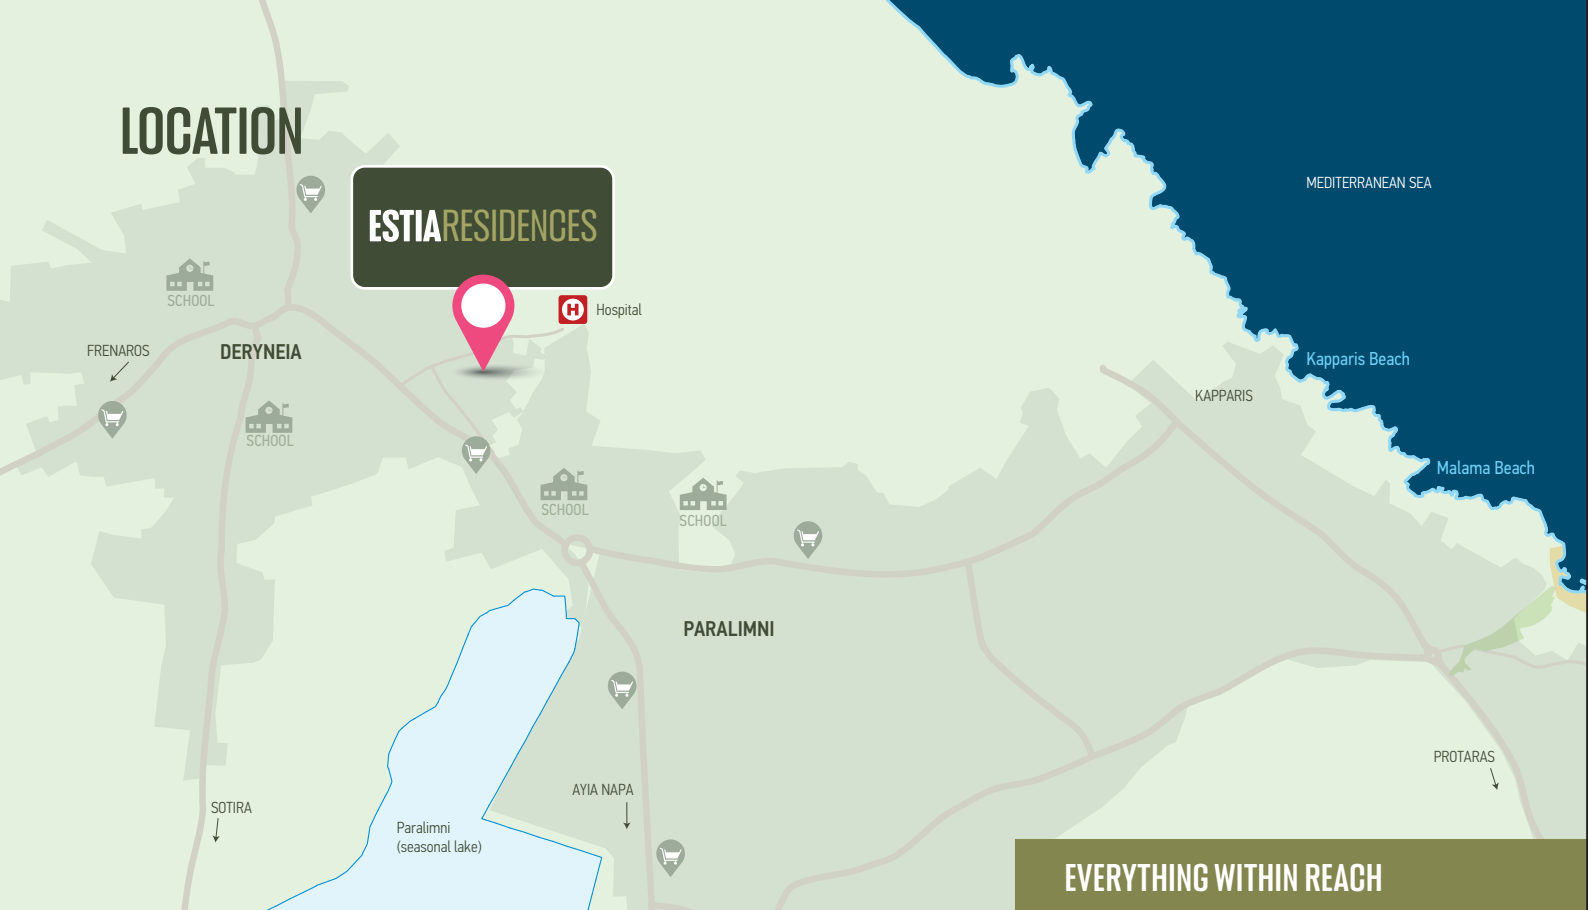 LOCATION
MEDITERRANEAN SEA
ESTIARESIDENCES
SCHOOL
H Hospital
FRENAROS
DERYNEIA
Kapparis Beach
KAPPARIS
SCHOOL
Malama Beach
SCHOOL
SCHOOL
PARALIMNI
PROTARAS
AYIA NAPA
SOTIRA
Paralimni
(seasonal lake)
EVERYTHING WITHIN REACH